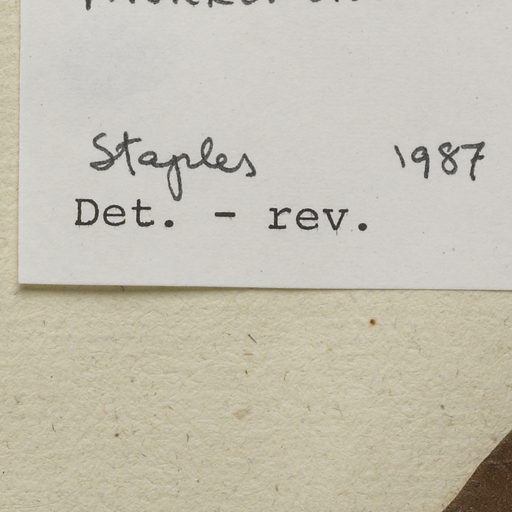 Staples 1987
Det. - rev.